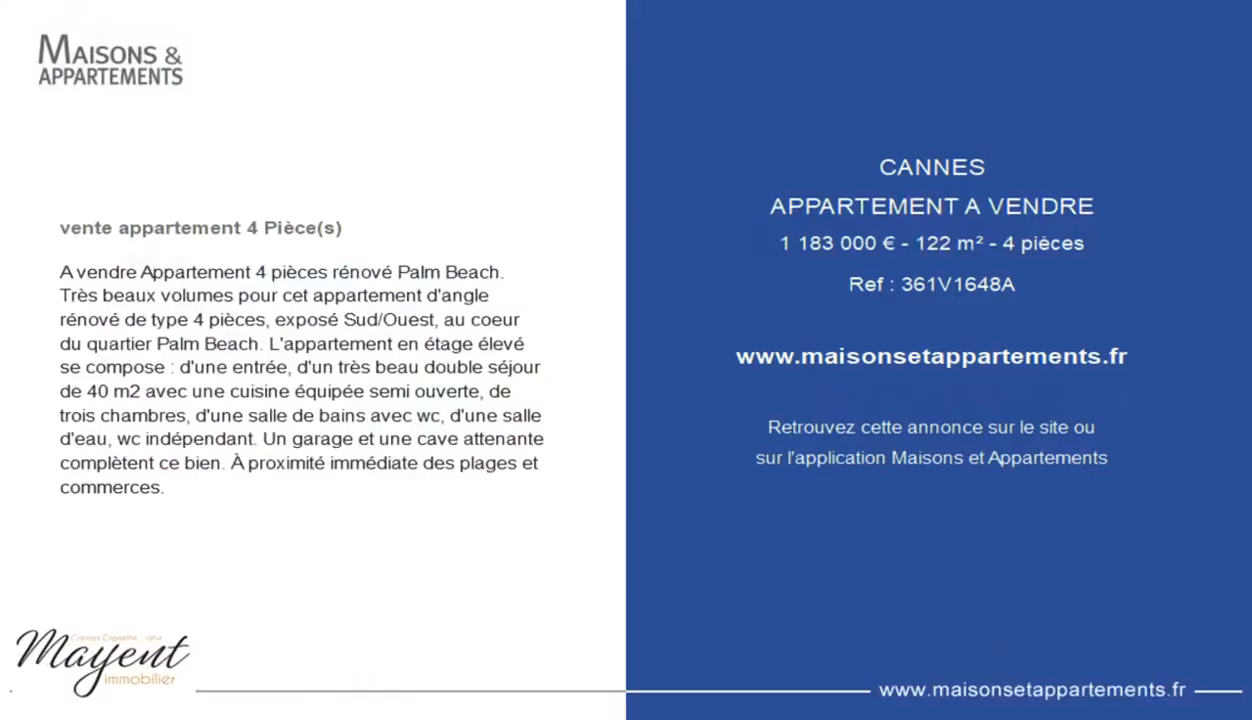 MAISONS &
APPARTEMENTS
vente appartement 4 Pièce(s)
A vendre Appartement 4 pièces rénové Palm Beach.
Très beaux volumes pour cet appartement d'angle
rénové de type 4 pièces, exposé Sud/Ouest, au coeur
du quartier Palm Beach. L'appartement en étage élevé
se compose : d'une entrée, d'un très beau double séjour
de 40 m2 avec une cuisine équipée semi ouverte, de
trois chambres, d'une salle de bains avec wc, d'une salle
d'eau, wc indépendant. Un garage et une cave attenante
complètent ce bien. À proximité immédiate des plages et
commerces.
Mayent
immobilier
CANNES
APPARTEMENT A VENDRE
1 183 000 € - 122 m² - 4 pièces
Ref : 361V1648A
www.maisonsetappartements.fr
Retrouvez cette annonce sur le site ou
sur l'application Maisons et Appartements
www.maisonsetappartements.fr